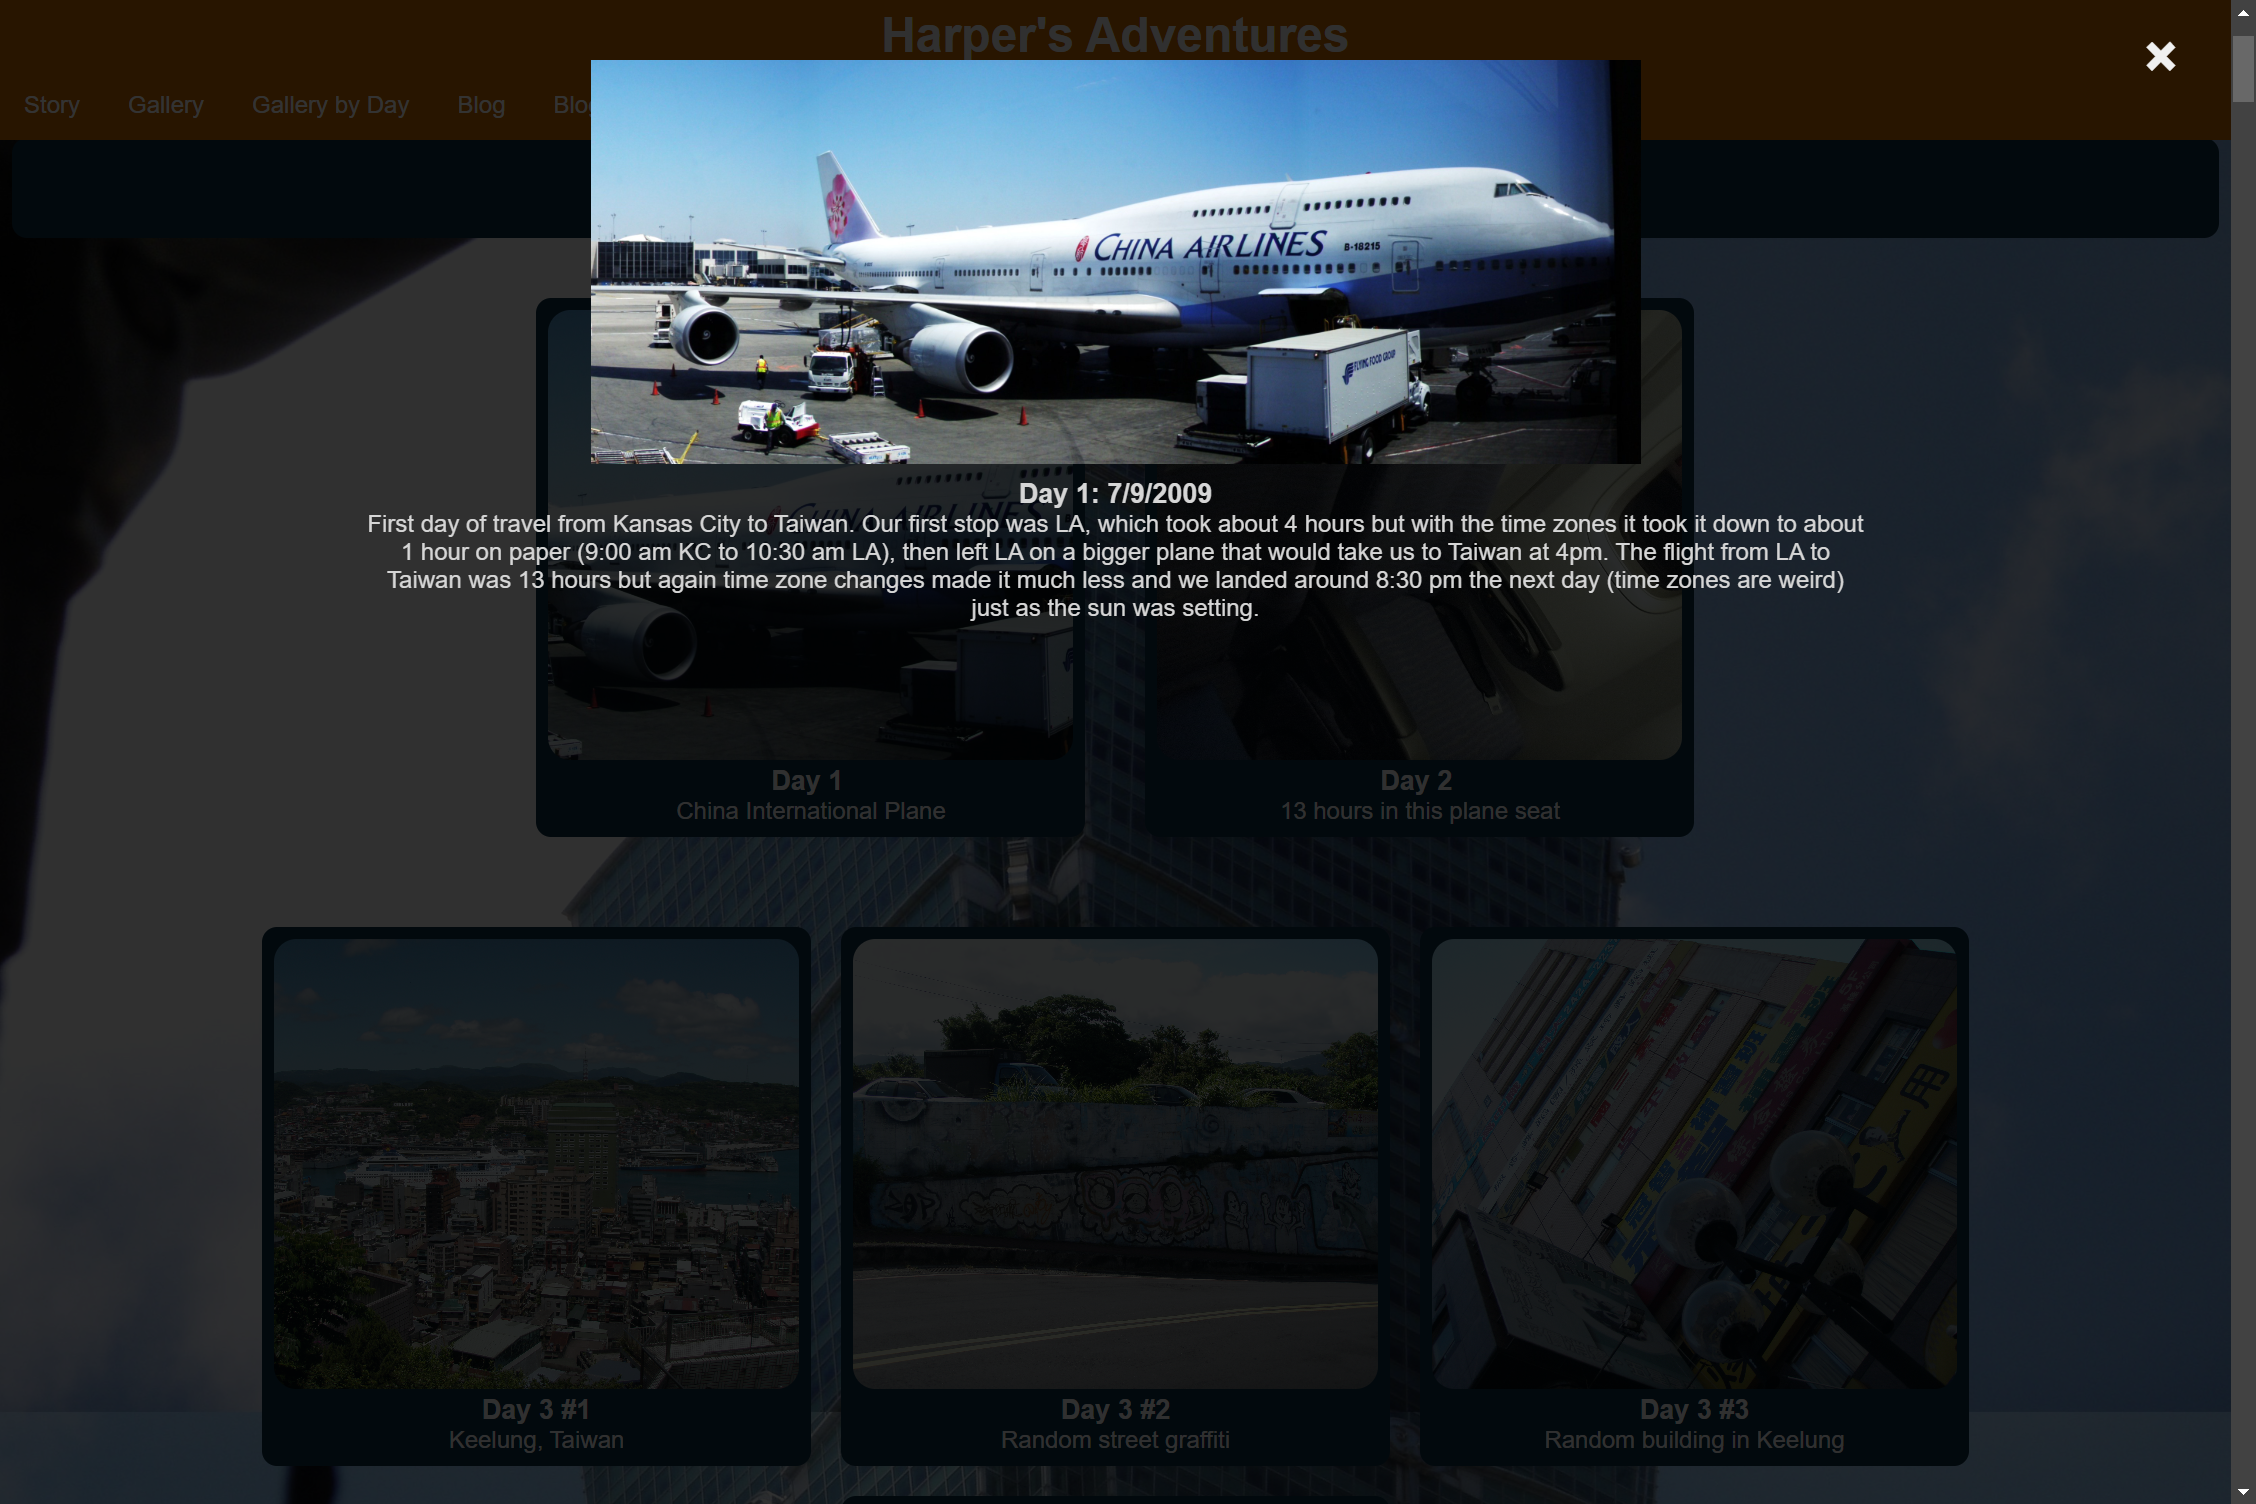 Harper's Adventures
Story Gallery Gallery by Day Blog
CHINA AIRLINES B-18215
FLYING FOOD GROUP
Day 1: 7/9/2009
First day of travel from Kansas City to Taiwan. Our first stop was LA, which took about 4 hours but with the time zones it took it down to about
1 hour on paper (9:00 am KC to 10:30 am LA), then left LA on a bigger plane that would take us to Taiwan at 4pm. The flight from LA to
Taiwan was 13 hours but again time zone changes made it much less and we landed around 8:30 pm the next day (time zones are weird)
just as the sun was setting.
CHINA AIRLINES
Day 1
China International Plane
Day 2
13 hours in this plane seat
Day 3 #1
Keelung, Taiwan
Day 3 #2
Random street graffiti
Day 3 #3
Random building in Keelung